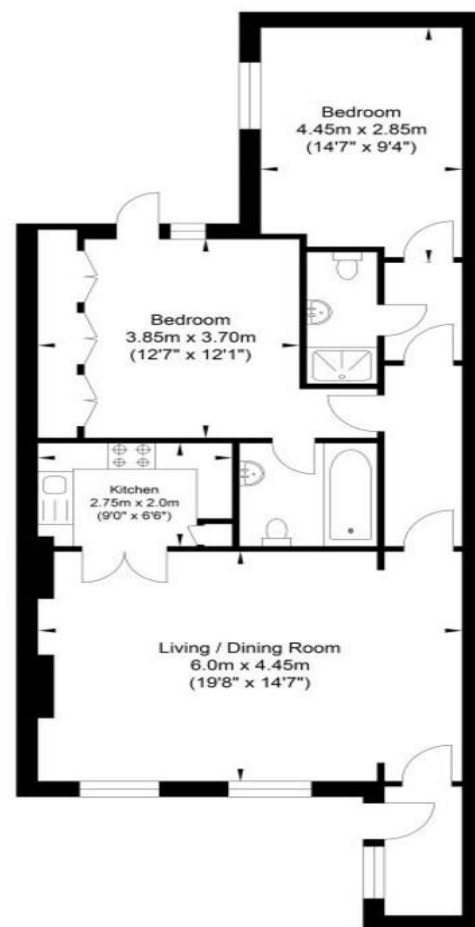 Bedroom
4.45m x 2.85m
(14'7" x 9'4")
Bedroom
3.85m x 3.70m
(12'7" x 12'1")
Kitchen
2.75m x 2.0m
(9'0" x 6'6")
Living / Dining Room
6.0m x 4.45m
(19'8" x 14'7")